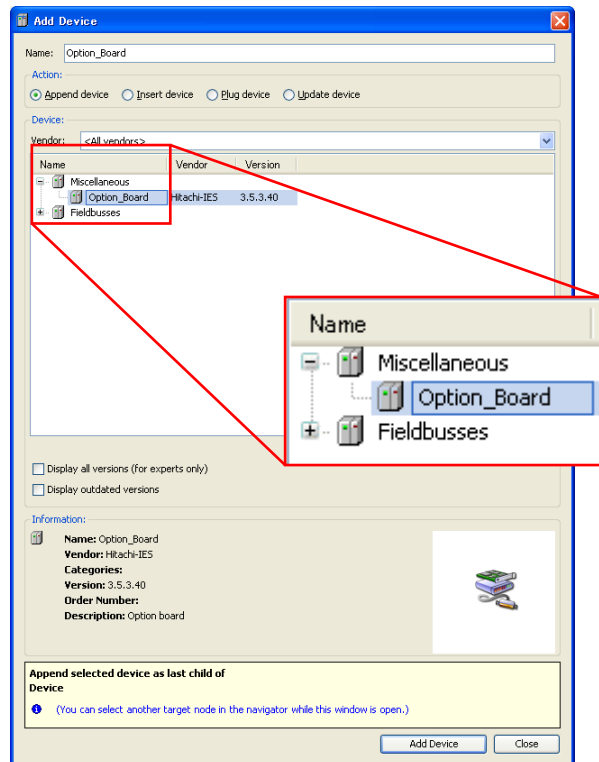 Add Device
Name: Option_Board
Action:
Append device Insert device Plug device Update device
Device:
Vendor: <All vendors>
Name Vendor Version
Miscellaneous
Option_Board Hitachi-IES 3.5.3.40
Fieldbusses
Name
Miscellaneous
Option_Board
Fieldbusses
Display all versions (for experts only)
Display outdated versions
Information:
Name: Option_Board
Vendor: Hitachi-IES
Categories:
Version: 3.5.3.40
Order Number:
Description: Option board
Append selected device as last child of
Device
(You can select another target node in the navigator while this window is open.)
Add Device Close